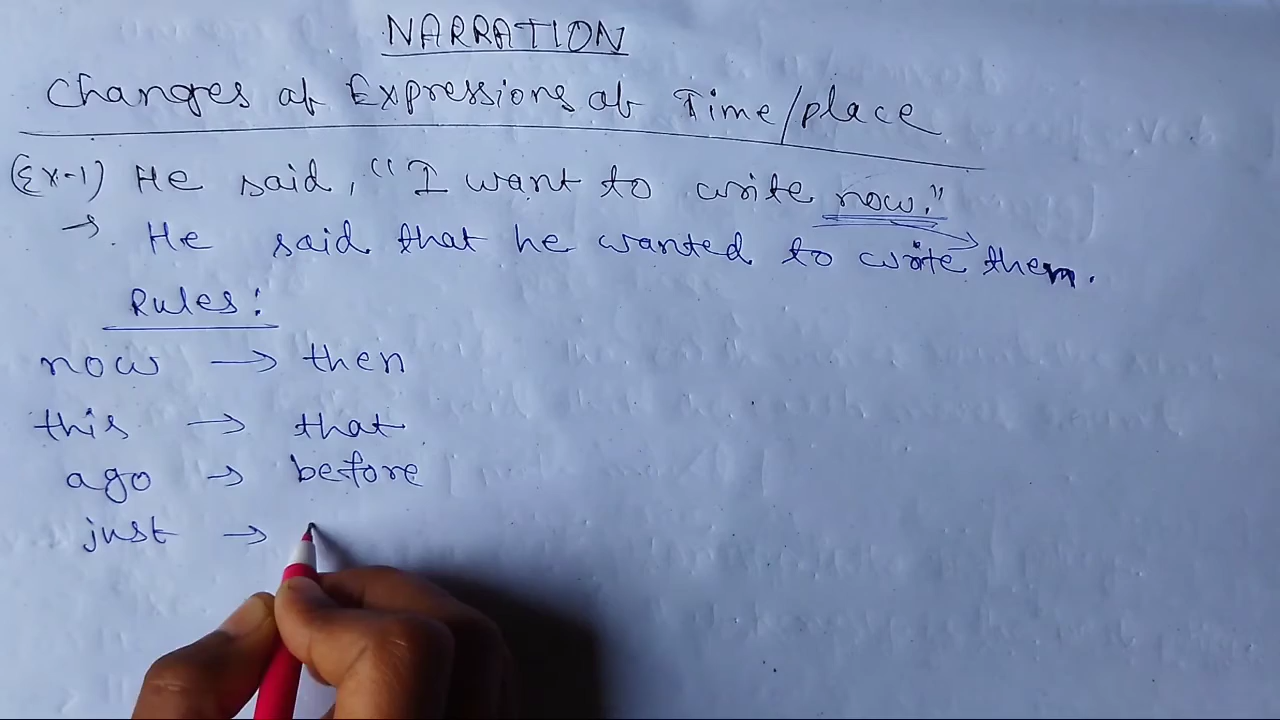 NARRATION
Changes of Expressions of Time/place
(Ex-1) He said, "I want to write now."
→ He said that he wanted to write them.
Rules:
now → then
this → that
ago → before
just →